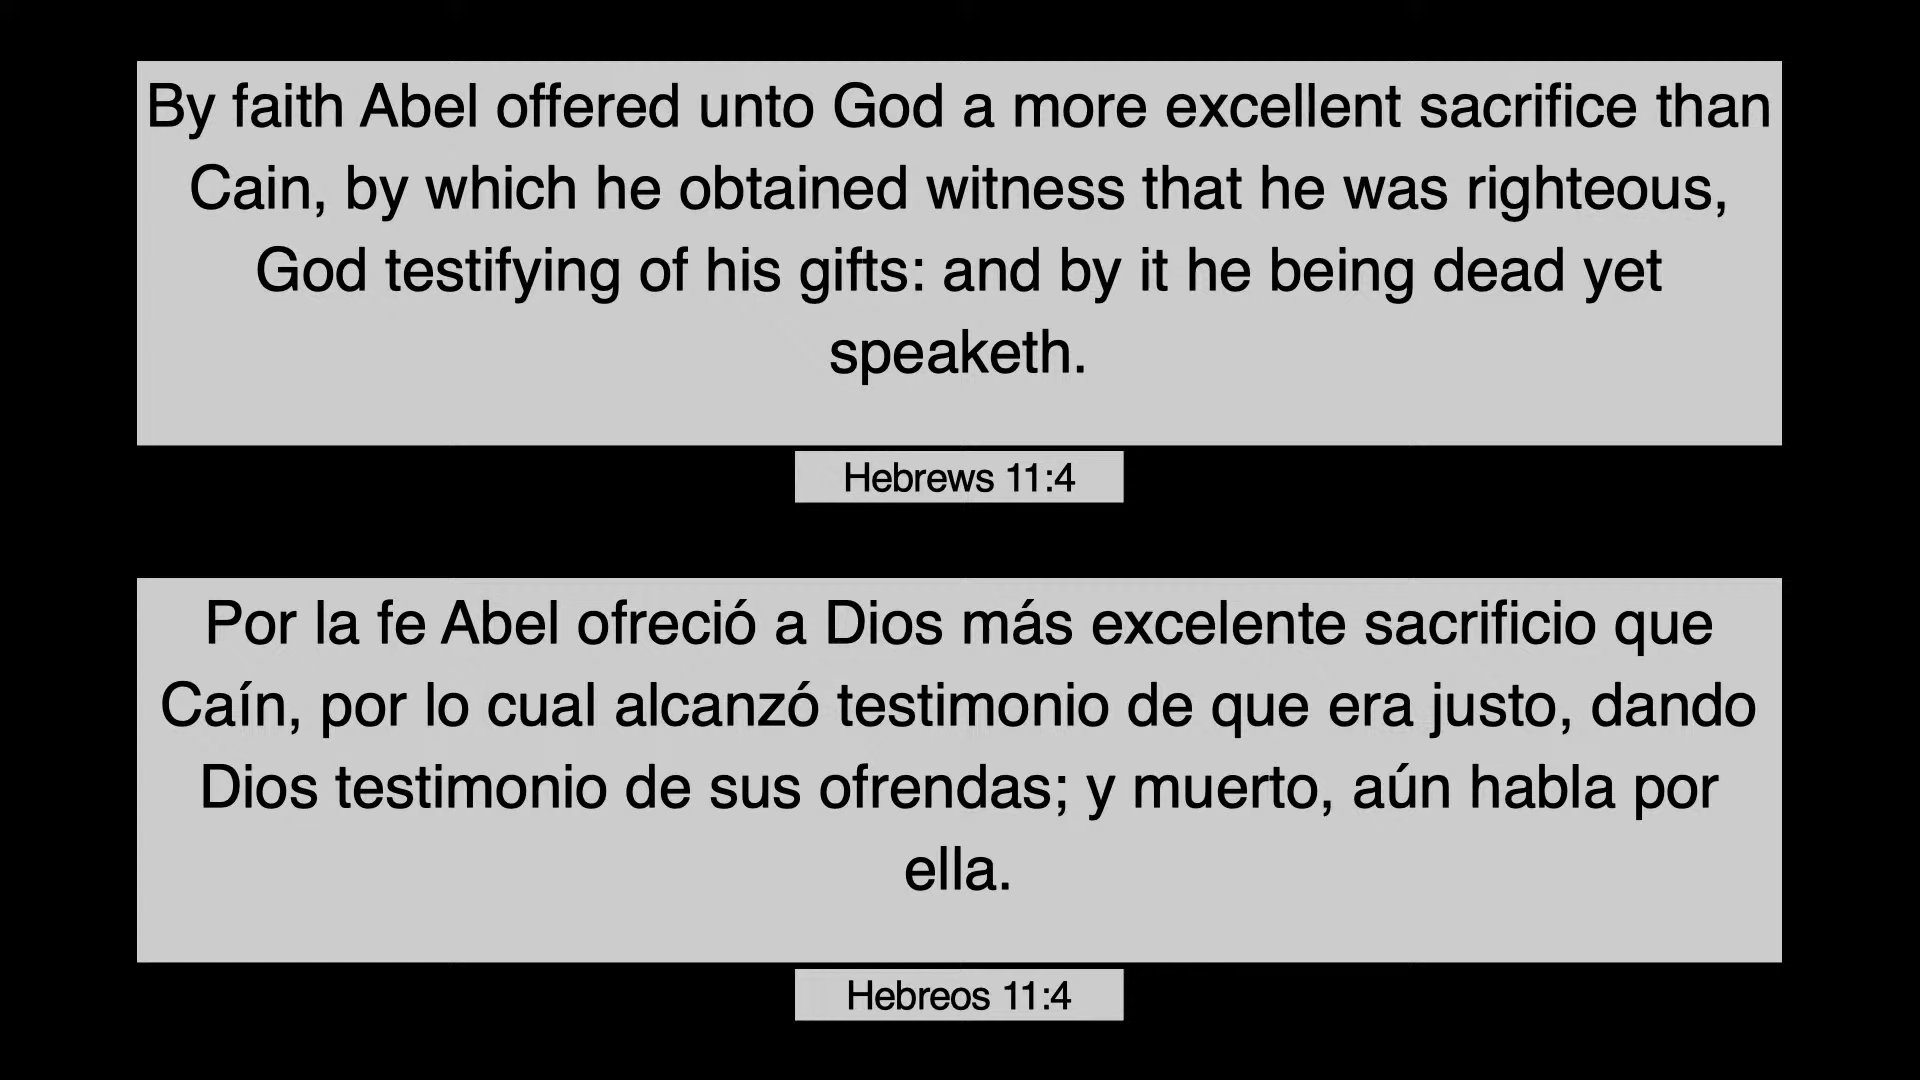 By faith Abel offered unto God a more excellent sacrifice than
Cain, by which he obtained witness that he was righteous,
God testifying of his gifts: and by it he being dead yet
speaketh.
Hebrews 11:4
Por la fe Abel ofreció a Dios más excelente sacrificio que
Caín, por lo cual alcanzó testimonio de que era justo, dando
Dios testimonio de sus ofrendas; y muerto, aún habla por
ella.
Hebreos 11:4